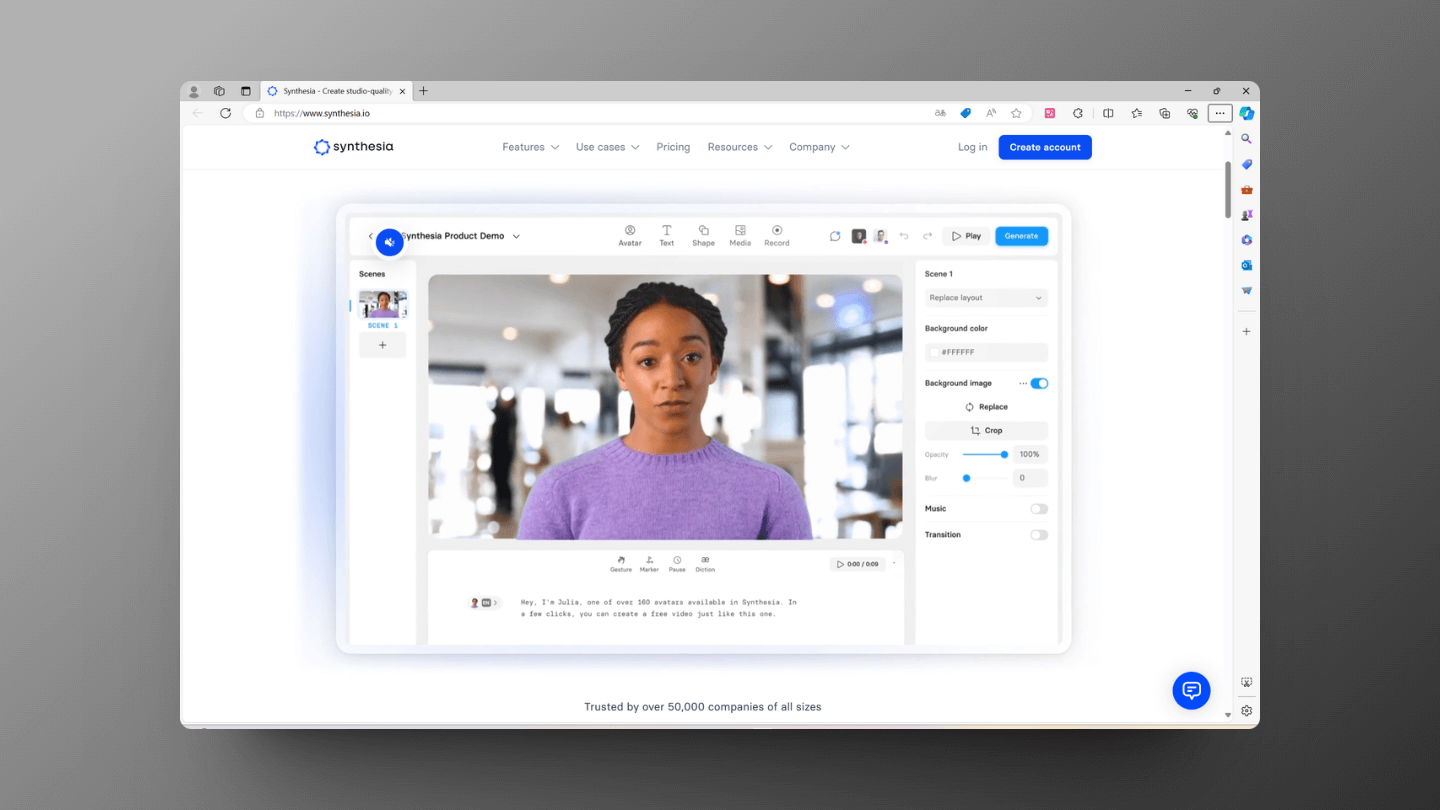 Synthesia - Create studio-quality
https://www.synthesia.io
synthesia
Features
Use cases
Pricing
Resources
Company
Log in
Create account
Synthesia Product Demo
Avatar
Text
Shape
Media
Record
Play
Generate
Scenes
SCENE 1
Scene 1
Replace layout
Background color
#FFFFFF
Background image
Replace
Crop
Opacity
100%
Blur
0
Music
Transition
Gesture
Marker
Pause
Diction
0:00 / 0:09
EN
Hey, I'm Julia, one of over 160 avatars available in Synthesia. In
a few clicks, you can create a free video just like this one.
Trusted by over 50,000 companies of all sizes